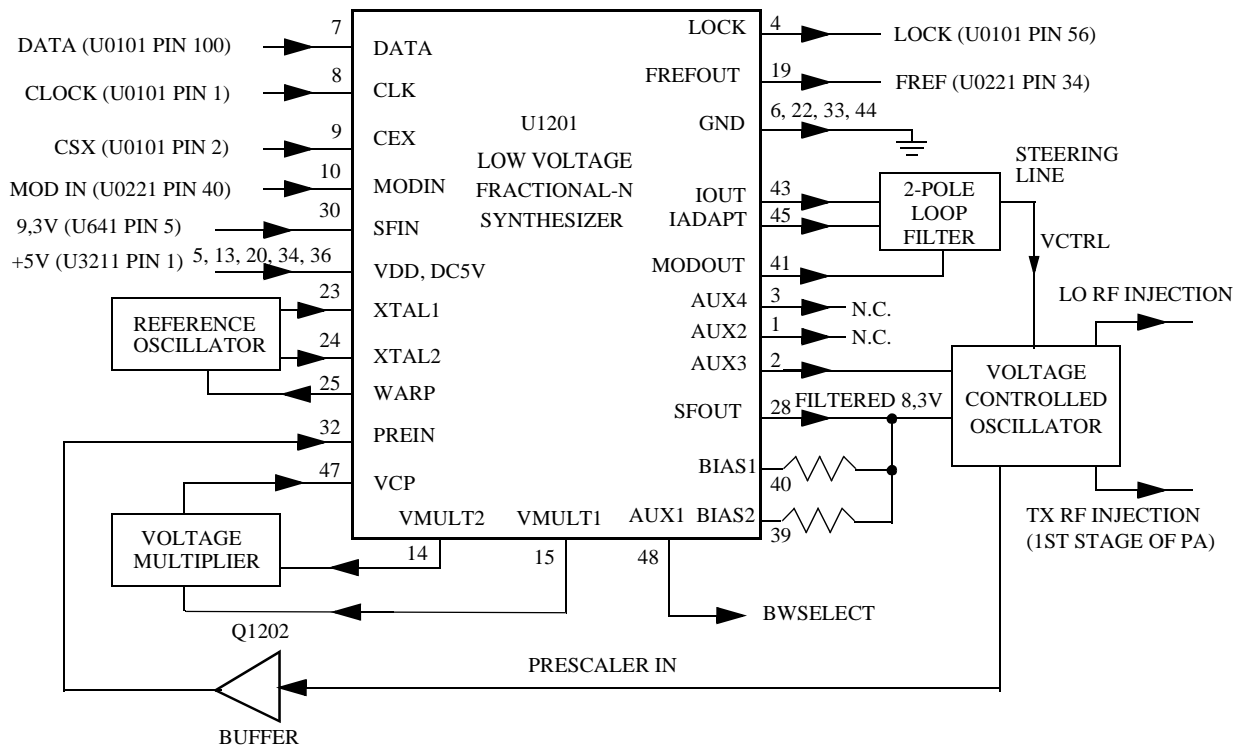 DATA (U0101 PIN 100)
7
DATA
CLOCK (U0101 PIN 1)
8
CLK
CSX (U0101 PIN 2)
9
CEX
MOD IN (U0221 PIN 40)
10
MODIN
9,3V (U641 PIN 5)
30
SFIN
+5V (U3211 PIN 1)
5, 13, 20, 34, 36
VDD, DC5V
23
XTAL1
REFERENCE
OSCILLATOR
24
XTAL2
25
WARP
32
PREIN
47
VCP
VOLTAGE
MULTIPLIER
VMULT2
14
VMULT1
15
AUX1
48
BWSELECT
U1201
LOW VOLTAGE
FRACTIONAL-N
SYNTHESIZER
LOCK
4
LOCK (U0101 PIN 56)
FREFOUT
19
FREF (U0221 PIN 34)
GND
6, 22, 33, 44
IOUT
43
IADAPT
45
2-POLE
LOOP
FILTER
STEERING
LINE
VCTRL
MODOUT
41
AUX4
3
N.C.
AUX2
1
N.C.
AUX3
2
SFOUT
28
FILTERED 8,3V
BIAS1
40
BIAS2
39
LO RF INJECTION
VOLTAGE
CONTROLLED
OSCILLATOR
TX RF INJECTION
(1ST STAGE OF PA)
Q1202
BUFFER
PRESCALER IN